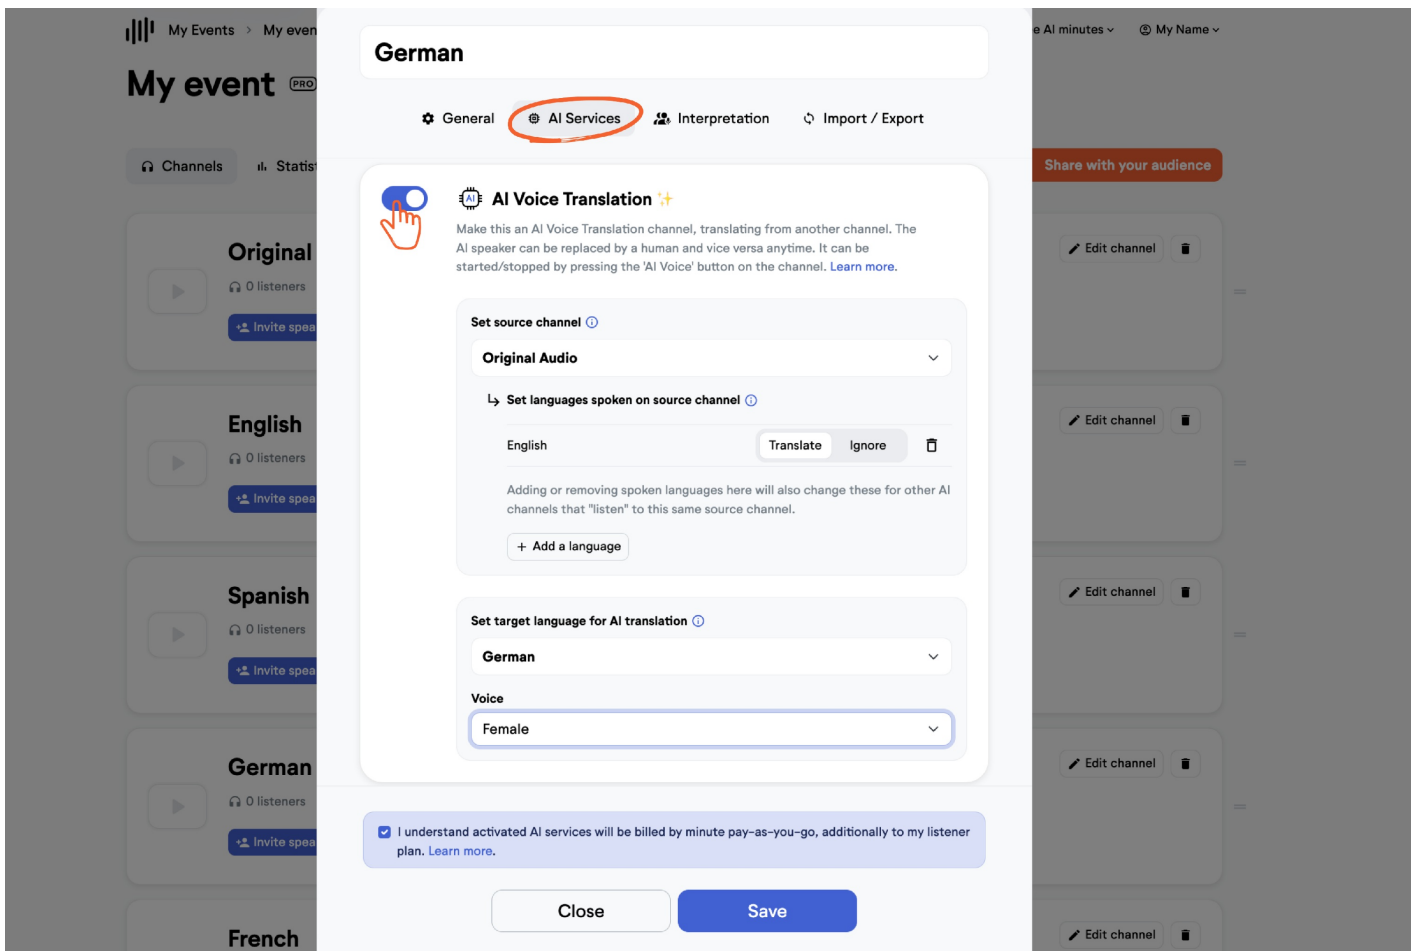 My Events > My even
e AI minutes
My Name
My event PRO
Channels
Statist
Share with your audience
Original
0 listeners
Invite spea
Edit channel
English
0 listeners
Invite spea
Edit channel
Spanish
0 listeners
Invite spea
Edit channel
German
0 listeners
Invite spea
Edit channel
French
Edit channel
German
General
AI Services
Interpretation
Import / Export
AI AI Voice Translation
Make this an AI Voice Translation channel, translating from another channel. The
AI speaker can be replaced by a human and vice versa anytime. It can be
started/stopped by pressing the 'AI Voice' button on the channel. Learn more.
Set source channel
Original Audio
Set languages spoken on source channel
English
Translate
Ignore
Adding or removing spoken languages here will also change these for other AI
channels that "listen" to this same source channel.
+ Add a language
Set target language for AI translation
German
Voice
Female
I understand activated AI services will be billed by minute pay-as-you-go, additionally to my listener
plan. Learn more.
Close
Save